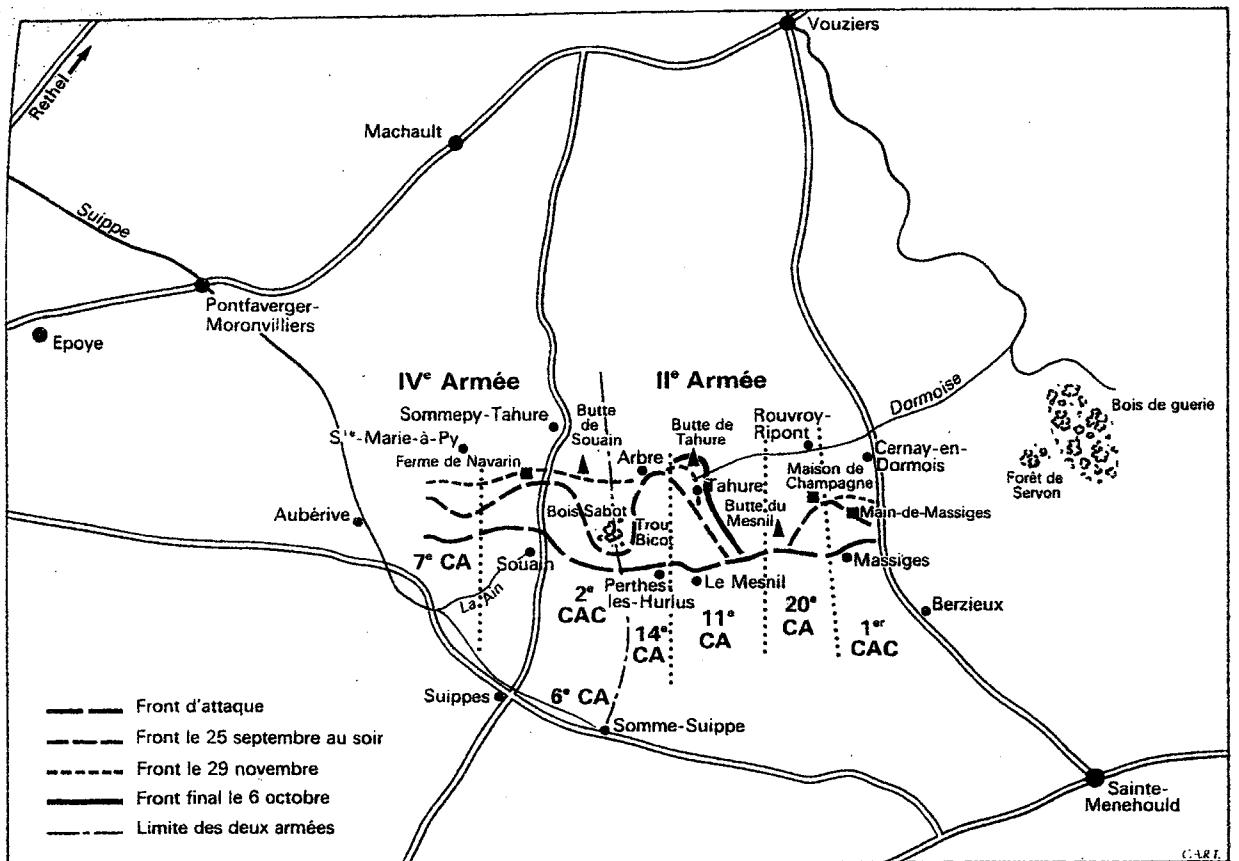 Vouziers
Rethel
Machault
Suippe
Pontfaverger-
Moronvilliers
Epoye
IVe Armée
IIe Armée
Dormoise
Bois de guerie
Sommepy-Tahure
Butte
de
Souain
Butte de
Tahure
Rouvroy-
Ripont
Ste-Marie-à-Py
Ferme de Navarin
Arbre
Cernay-en-
Dormois
Maison de
Champagne
Forêt de
Servon
Tahure
Aubérive
Bois Sabot
Trou
Bicot
Butte du
Mesnil
Main-de-Massiges
7e CA
Souain
Massiges
La Ain
2e
CAC
Perthes
les-Hurlus
Le Mesnil
Berzieux
14e
CA
11e
CA
20e
CA
1er
CAC
Suippes
6e CA
Somme-Suippe
Sainte-
Menehould
Front d'attaque
Front le 25 septembre au soir
Front le 29 novembre
Front final le 6 octobre
Limite des deux armées